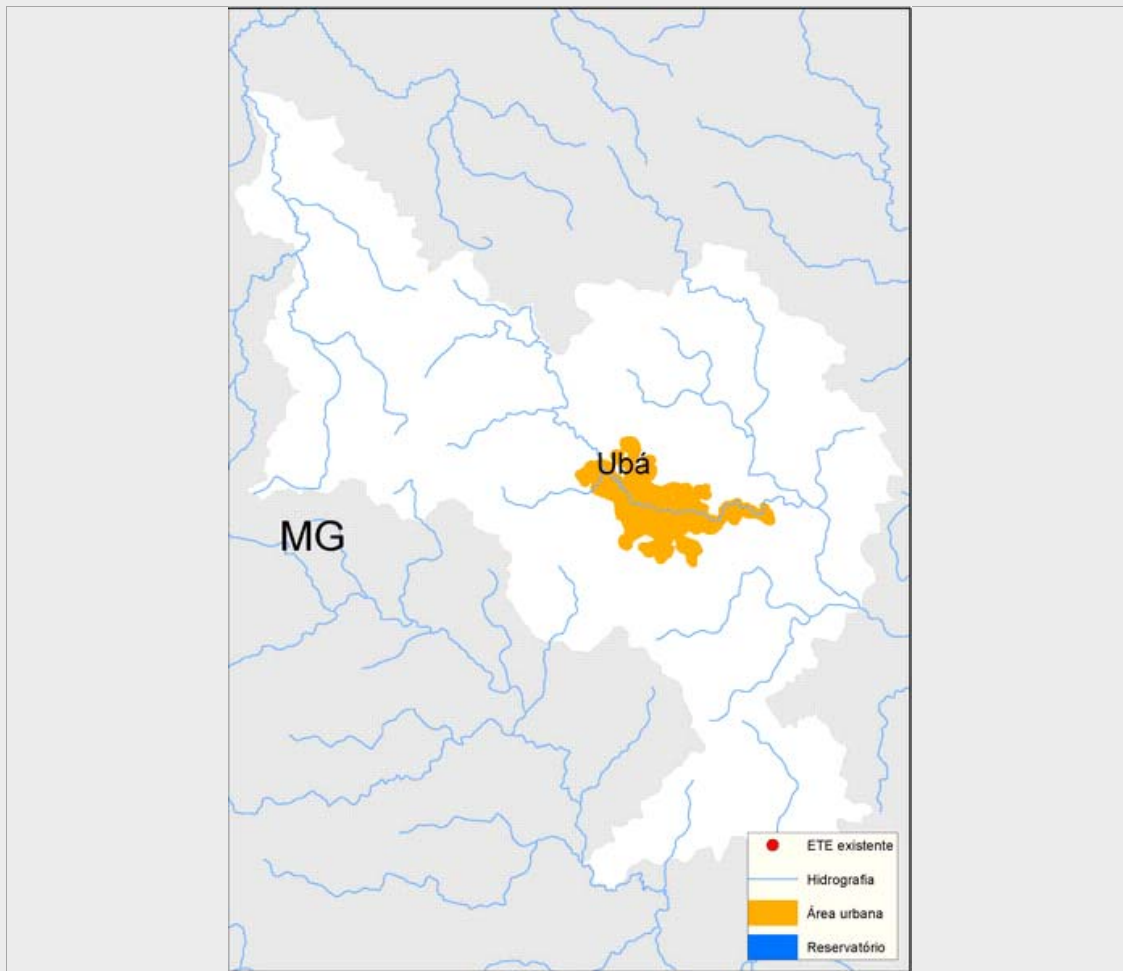 Ubá
MG
ETE existente
Hidrografia
Área urbana
Reservatório